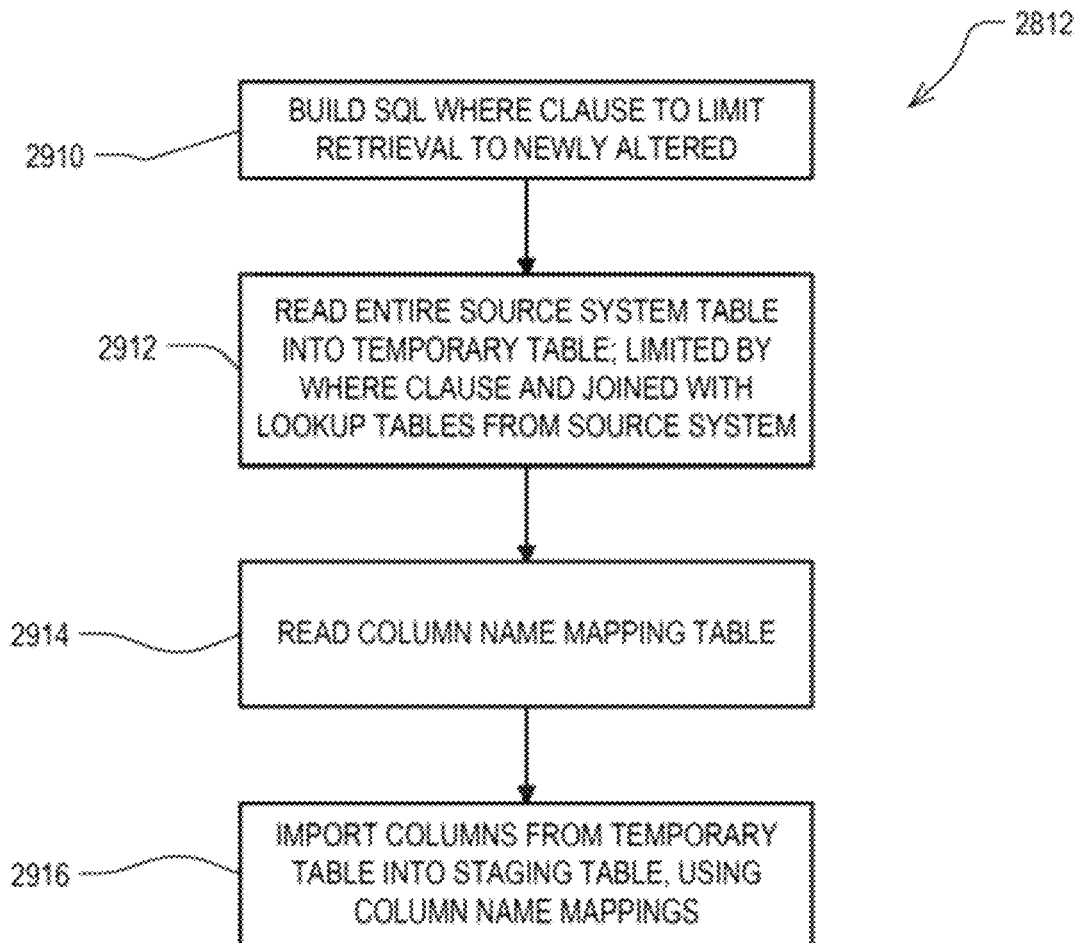 2812
BUILD SQL WHERE CLAUSE TO LIMIT
RETRIEVAL TO NEWLY ALTERED
2910
READ ENTIRE SOURCE SYSTEM TABLE
INTO TEMPORARY TABLE; LIMITED BY
WHERE CLAUSE AND JOINED WITH
LOOKUP TABLES FROM SOURCE SYSTEM
2912
READ COLUMN NAME MAPPING TABLE
2914
IMPORT COLUMNS FROM TEMPORARY
TABLE INTO STAGING TABLE, USING
COLUMN NAME MAPPINGS
2916